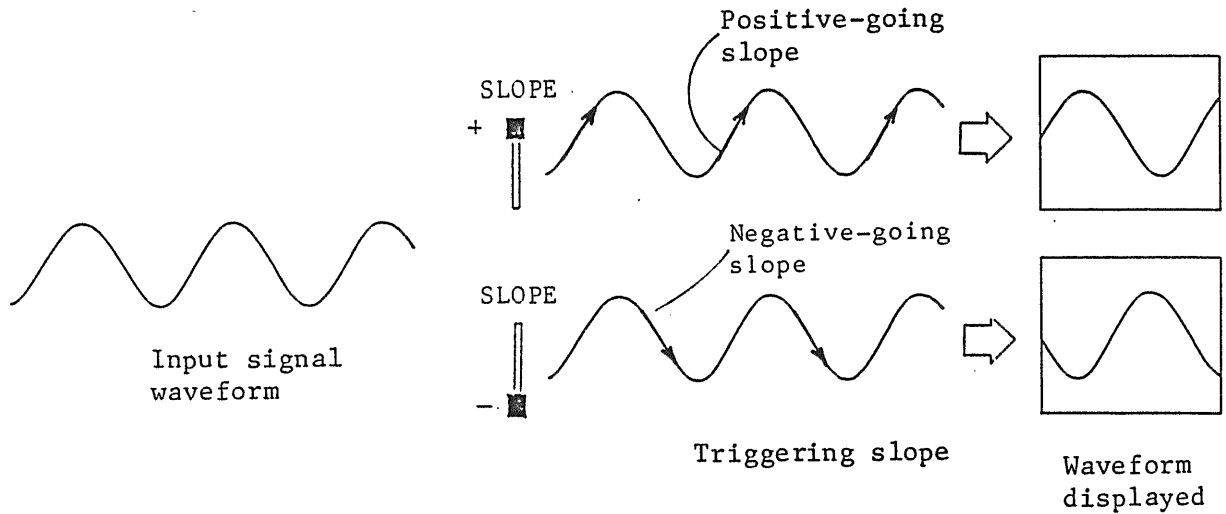 Positive-going
slope
SLOPE
+
Negative-going
slope
SLOPE
-
Input signal
waveform
Triggering slope
Waveform
displayed